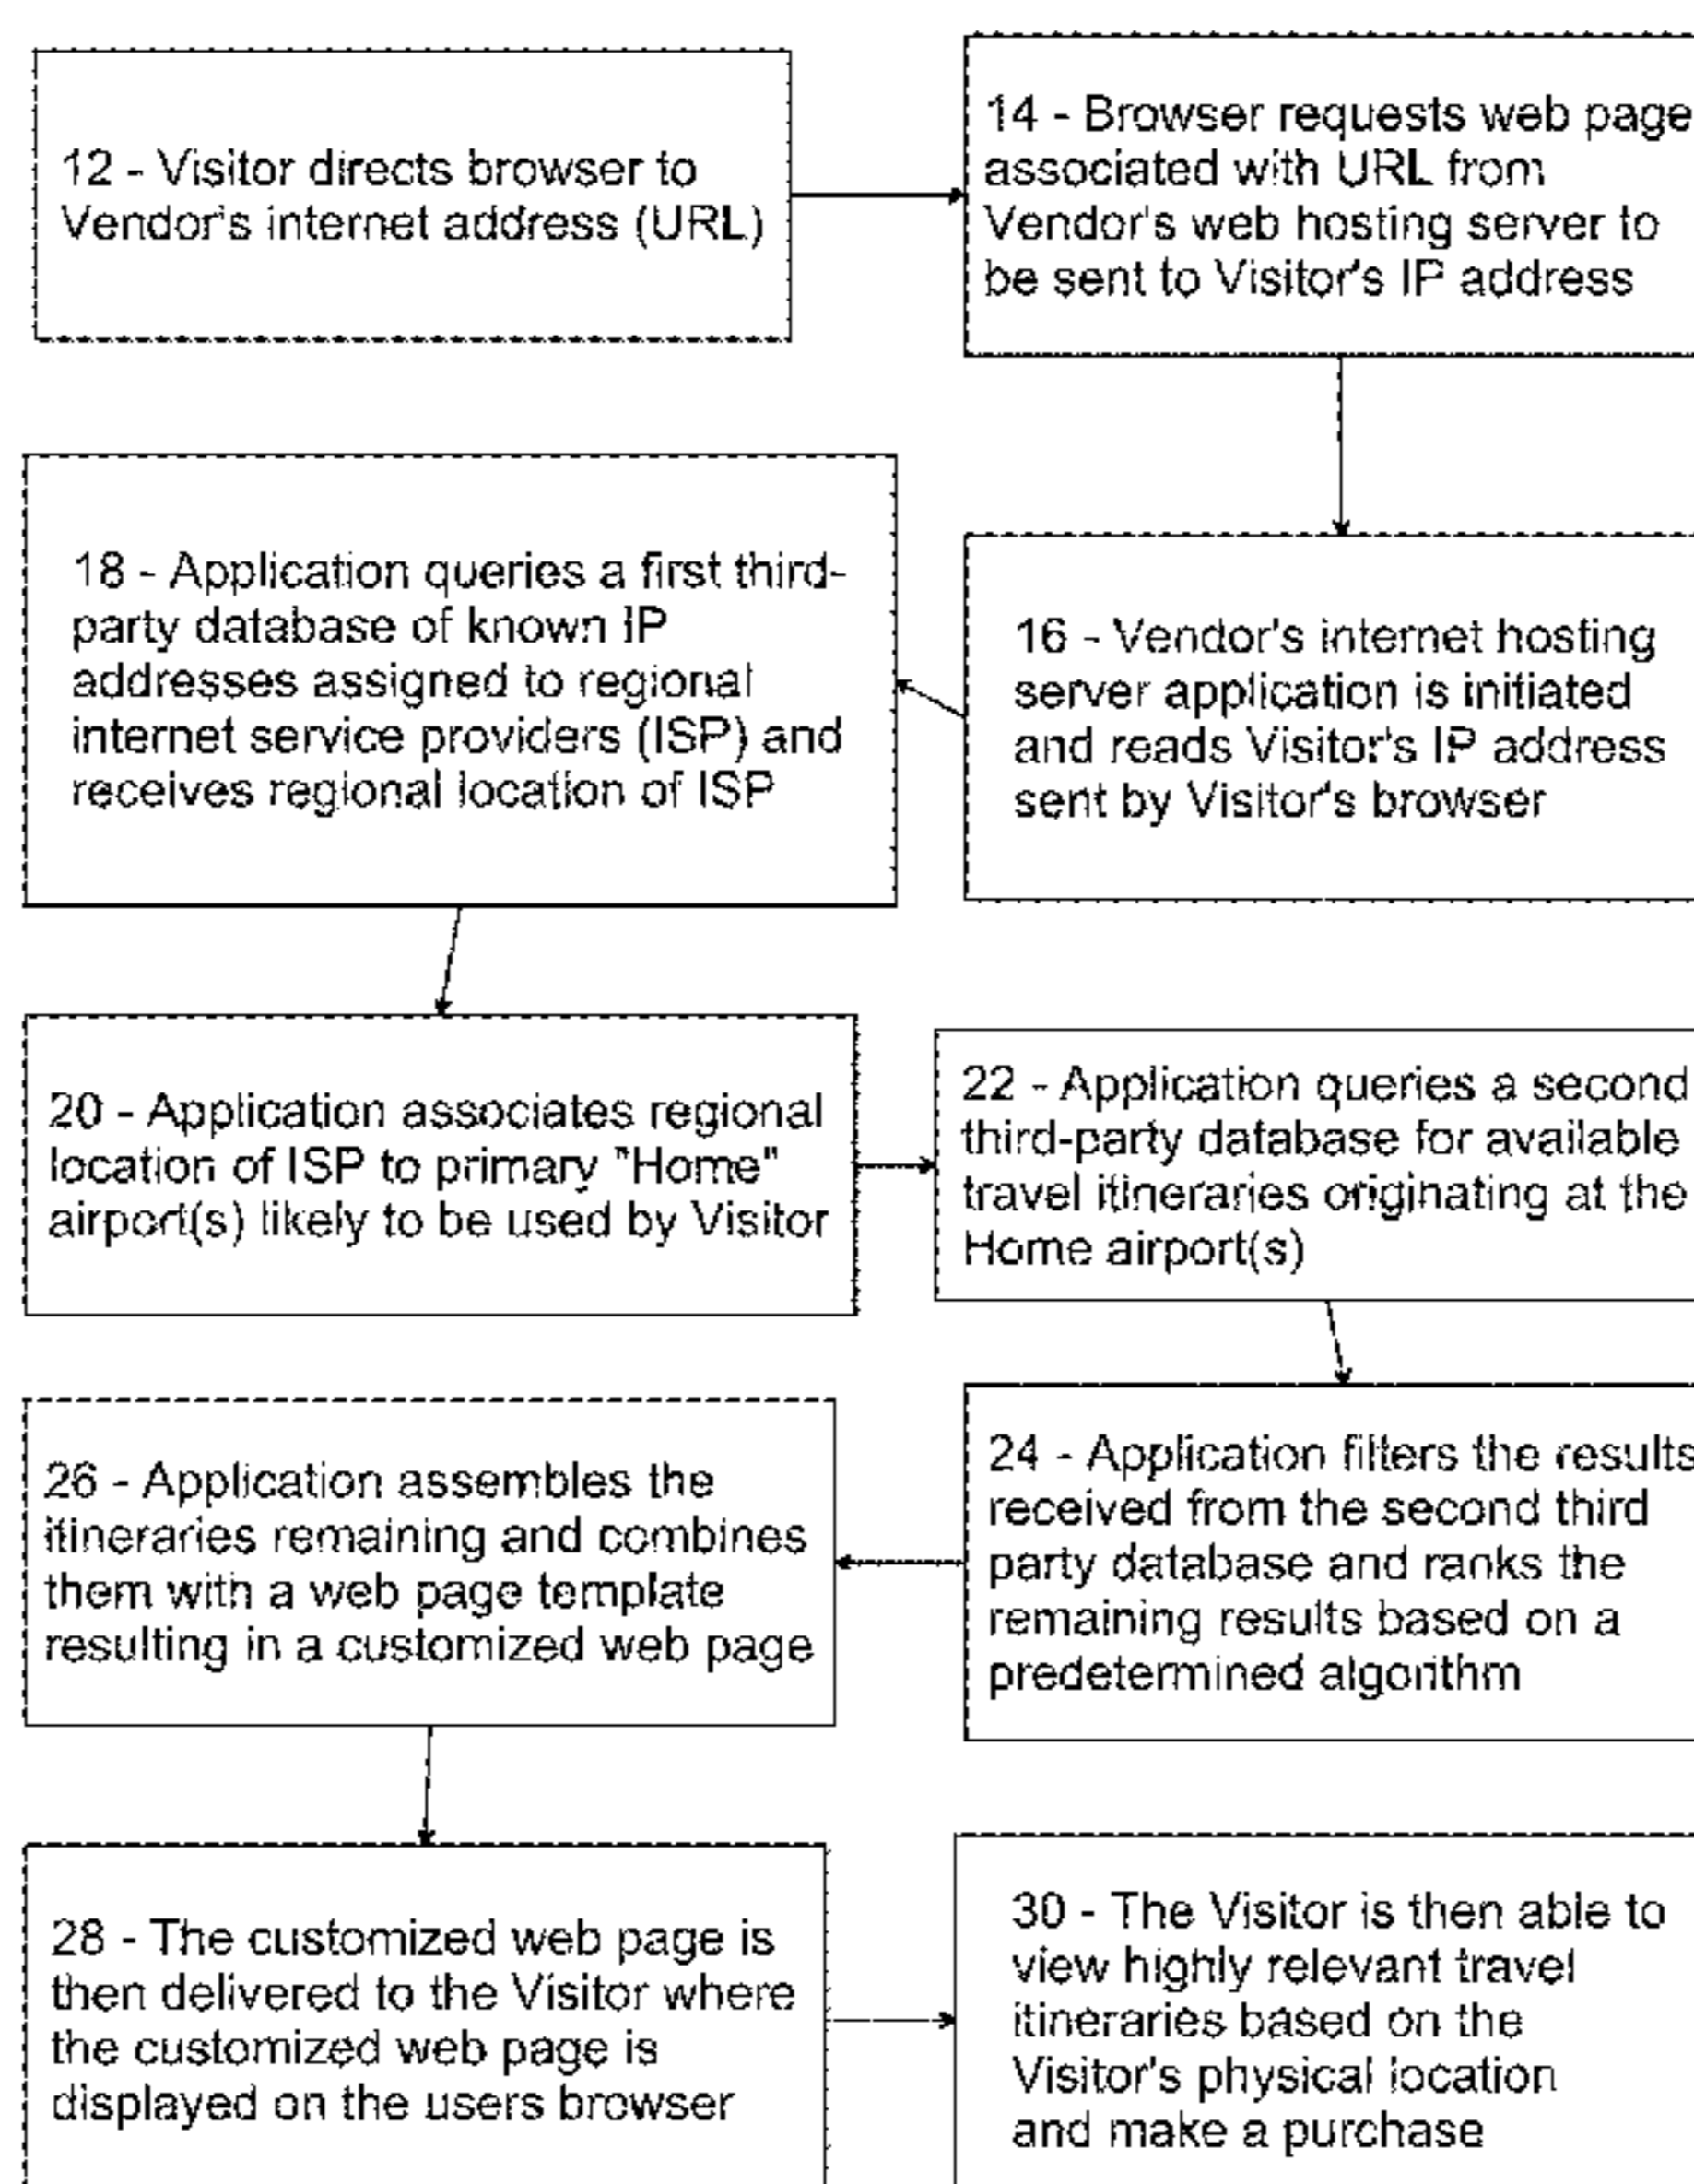 12 - Visitor directs browser to
Vendor's internet address (URL)
14 - Browser requests web page
associated with URL from
Vendor's web hosting server to
be sent to Visitor's IP address
16 - Vendor's internet hosting
server application is initiated
and reads Visitor's IP address
sent by Visitor's browser
18 - Application queries a first third-
party database of known IP
addresses assigned to regional
internet service providers (ISP) and
receives regional location of ISP
20 - Application associates regional
location of ISP to primary "Home"
airport(s) likely to be used by Visitor
22 - Application queries a second
third-party database for available
travel itineraries originating at the
Home airport(s)
24 - Application filters the results
received from the second third
party database and ranks the
remaining results based on a
predetermined algorithm
26 - Application assembles the
itineraries remaining and combines
them with a web page template
resulting in a customized web page
28 - The customized web page is
then delivered to the Visitor where
the customized web page is
displayed on the users browser
30 - The Visitor is then able to
view highly relevant travel
itineraries based on the
Visitor's physical location
and make a purchase